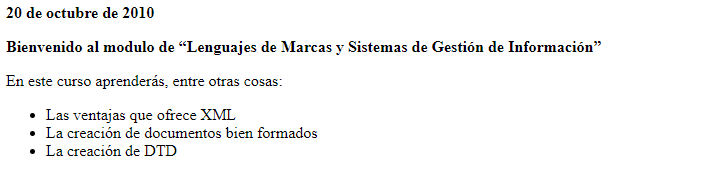 20 de octubre de 2010
Bienvenido al modulo de “Lenguajes de Marcas y Sistemas de Gestión de Información”
En este curso aprenderás, entre otras cosas:
• Las ventajas que ofrece XML
• La creación de documentos bien formados
• La creación de DTD